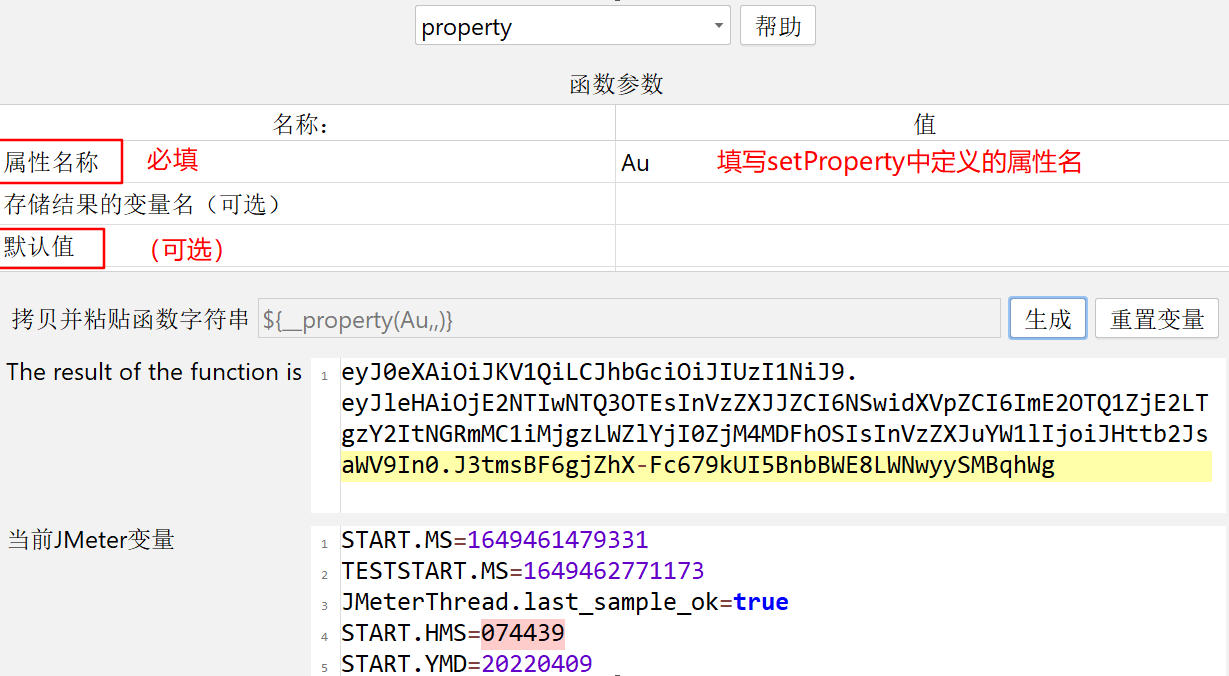 property 帮助
函数参数
名称： 值
属性名称 必填 Au 填写setProperty中定义的属性名
存储结果的变量名（可选）
默认值 （可选）
拷贝并粘贴函数字符串 ${__property(Au,,)} 生成 重置变量
The result of the function is 1 eyJ0eXAiOiJKV1QiLCJhbGciOiJIUzI1NiJ9.
eyJleHAiOjE2NTIwNTQ3OTEsInVzZXJJZCI6NSwidXVpZCI6ImE2OTQ1ZjE2LT
gzY2ItNGRmMC1iMjgzLWZlYjI0ZjM4MDFhOSIsInVzZXJuYW1lIjoiJHttb2Js
aWV9In0.J3tmsBF6gjZhX-Fc679kUI5BnbBWE8LWNwyySMBqhWg
当前JMeter变量 1 START.MS=1649461479331
2 TESTSTART.MS=1649462771173
3 JMeterThread.last_sample_ok=true
4 START.HMS=074439
5 START.YMD=20220409